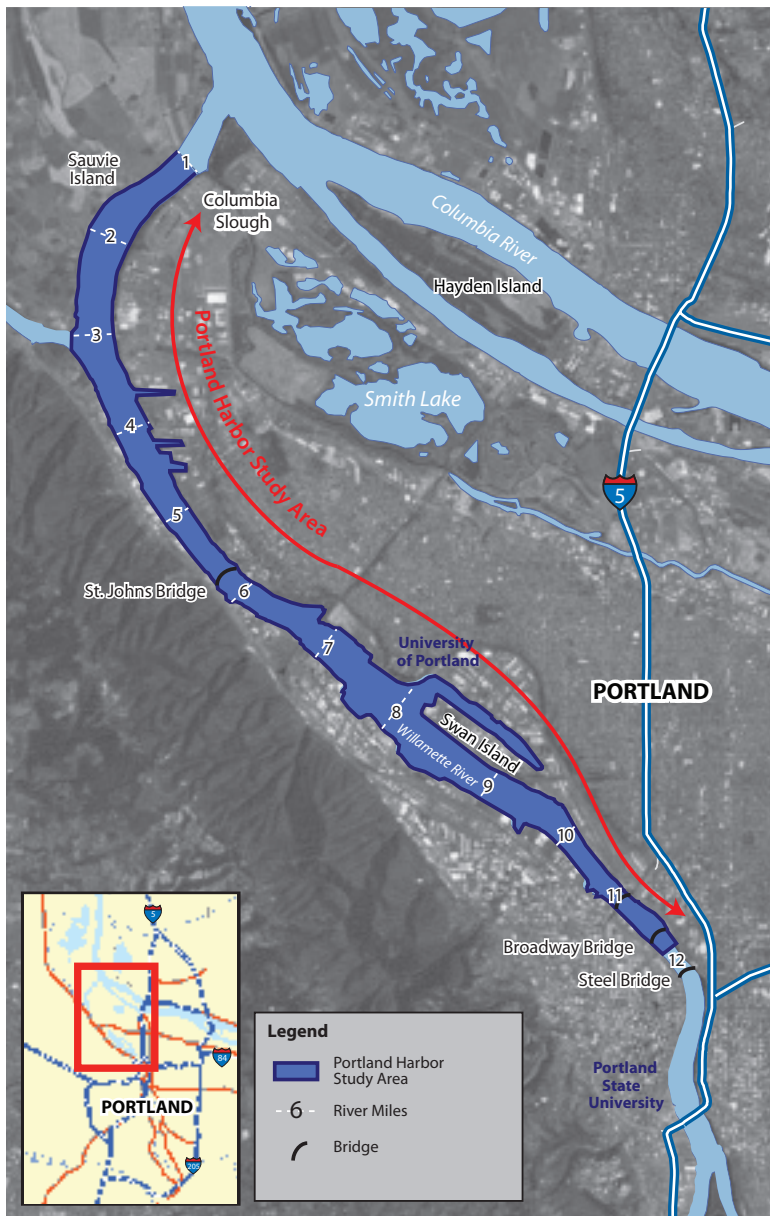 Sauvie
Island
1
Columbia
Slough
2
Columbia River
Hayden Island
3
Portland Harbor Study Area
Smith Lake
4
5
5
St. Johns Bridge
6
7
University
of Portland
PORTLAND
8
Swan Island
Willamette River
9
10
11
Broadway Bridge
12
Steel Bridge
Portland
State
University
5
84
PORTLAND
205
Legend
Portland Harbor
Study Area
6
River Miles
Bridge